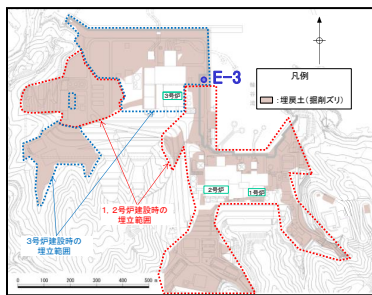 E-3
凡例
:埋戻土(掘削ズリ)
3号炉
2号炉
1号炉
1. 2号炉建設時の
埋立範囲
3号炉建設時の
埋立範囲
0 100 200 300 400 500 m